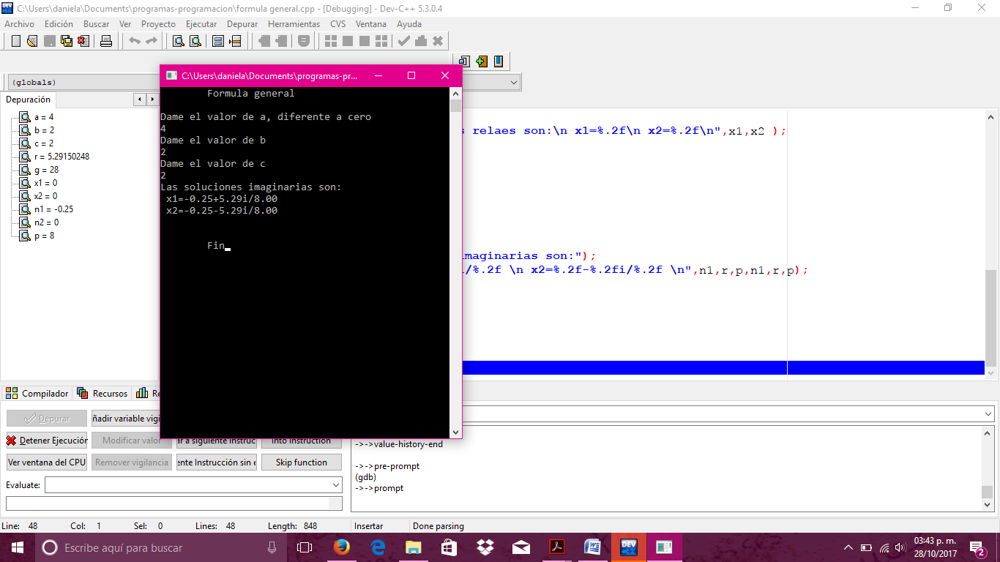 C:\Users\daniela\Documents\programas-programacion\formula general.cpp - [Debugging] - Dev-C++ 5.3.0.4
Archivo Edición Buscar Ver Proyecto Ejecutar Depurar Herramientas CVS Ventana Ayuda
(globals)
Depuración
a = 4
b = 2
c = 2
r = 5.29150248
g = 28
x1 = 0
x2 = 0
n1 = -0.25
n2 = 0
p = 8
C:\Users\daniela\Documents\programas-pr...
Formula general
Dame el valor de a, diferente a cero
4
Dame el valor de b
2
Dame el valor de c
2
Las soluciones imaginarias son:
x1=-0.25+5.29i/8.00
x2=-0.25-5.29i/8.00
Fin
s relaes son:\n x1=%.2f\n x2=%.2f\n",x1,x2 );
imaginarias son:");
i/%.2f \n x2=%.2f-%.2fi/%.2f \n",n1,r,p,n1,r,p);
Compilador Recursos Re
Depurar ñadir variable vigi
Detener Ejecución Modificar valor ar a siguiente instruc Into Instruction
Ver ventana del CPU Remover vigilancia ente Instrucción sin e Skip function
Evaluate:
->->value-history-end
->->pre-prompt
(gdb)
->->prompt
Line: 48 Col: 1 Sel: 0 Lines: 48 Length: 848 Insertar Done parsing
Escribe aquí para buscar
DEV
03:43 p. m.
28/10/2017
2